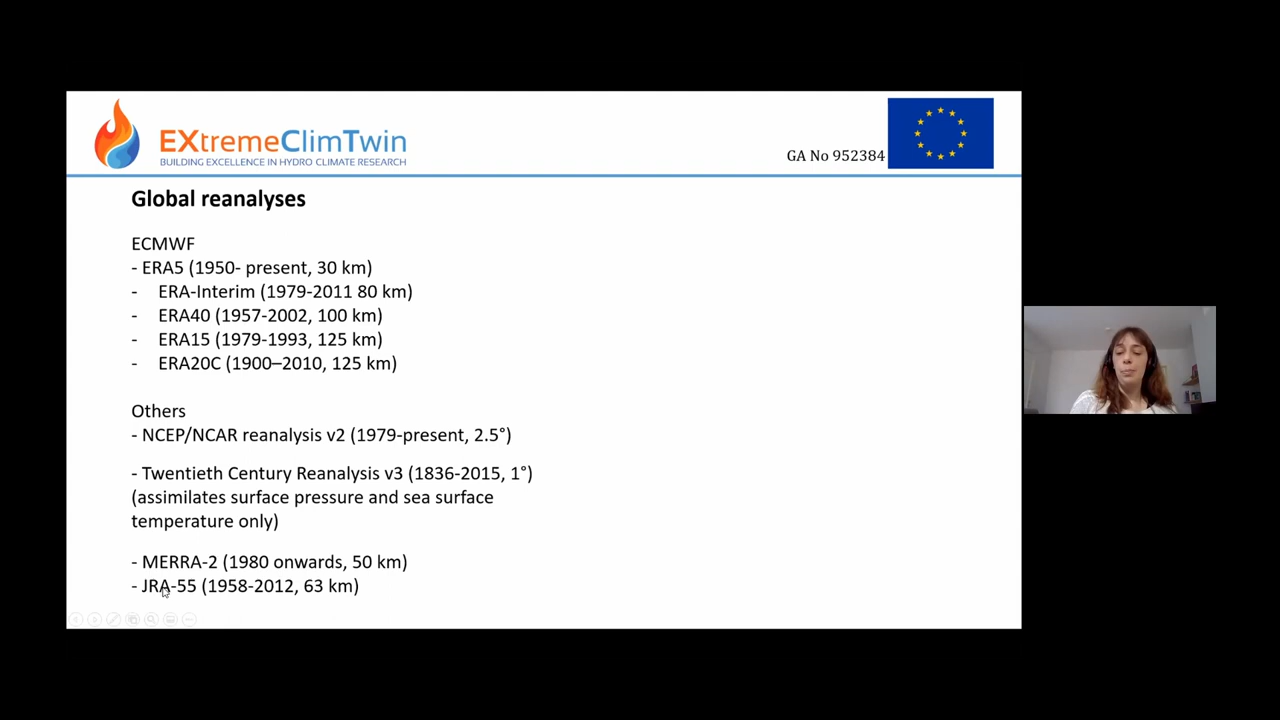 EXtremeClimTwin
BUILDING EXCELLENCE IN HYDRO CLIMATE RESEARCH
GA No 952384
Global reanalyses
ECMWF
- ERA5 (1950- present, 30 km)
- ERA-Interim (1979-2011 80 km)
- ERA40 (1957-2002, 100 km)
- ERA15 (1979-1993, 125 km)
- ERA20C (1900–2010, 125 km)
Others
- NCEP/NCAR reanalysis v2 (1979-present, 2.5°)
- Twentieth Century Reanalysis v3 (1836-2015, 1°)
(assimilates surface pressure and sea surface
temperature only)
- MERRA-2 (1980 onwards, 50 km)
- JRA-55 (1958-2012, 63 km)